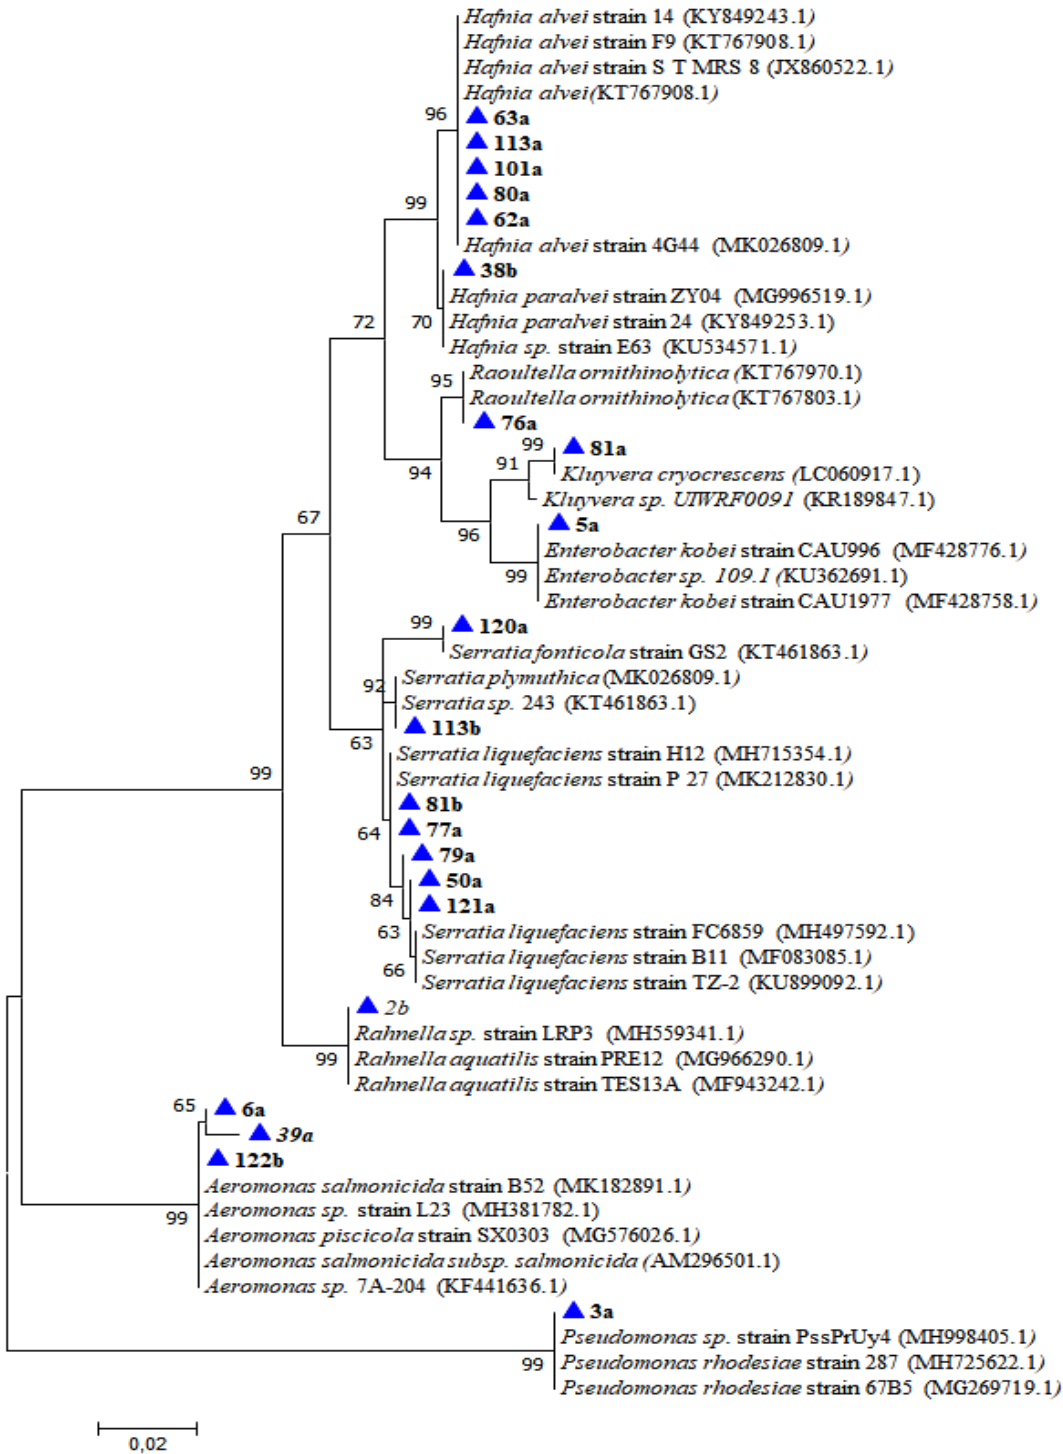 Hafnia alvei strain 14 (KY849243.1)
Hafnia alvei strain F9 (KT767908.1)
Hafnia alvei strain S T MRS 8 (JX860522.1)
Hafnia alvei(KT767908.1)
96
63a
113a
101a
80a
99
62a
Hafnia alvei strain 4G44 (MK026809.1)
38b
Hafnia paralvei strain ZY04 (MG996519.1)
72
70
Hafnia paralvei strain 24 (KY849253.1)
Hafnia sp. strain E63 (KU534571.1)
Raoultella ornithinolytica (KT767970.1)
95
Raoultella ornithinolytica (KT767803.1)
76a
99
81a
91
94
Kluyvera cryocrescens (LC060917.1)
Kluyvera sp. UIWRF0091 (KR189847.1)
67
5a
96
Enterobacter kobei strain CAU996 (MF428776.1)
99
Enterobacter sp. 109.1 (KU362691.1)
Enterobacter kobei strain CAU1977 (MF428758.1)
99
120a
Serratia fonticola strain GS2 (KT461863.1)
Serratia plymuthica (MK026809.1)
92
Serratia sp. 243 (KT461863.1)
113b
63
Serratia liquefaciens strain H12 (MH715354.1)
99
Serratia liquefaciens strain P 27 (MK212830.1)
81b
64
77a
79a
50a
84
121a
63
Serratia liquefaciens strain FC6859 (MH497592.1)
Serratia liquefaciens strain B11 (MF083085.1)
66
Serratia liquefaciens strain TZ-2 (KU899092.1)
2b
Rahnella sp. strain LRP3 (MH559341.1)
99
Rahnella aquatilis strain PRE12 (MG966290.1)
Rahnella aquatilis strain TES13A (MF943242.1)
65
6a
39a
122b
Aeromonas salmonicida strain B52 (MK182891.1)
99
Aeromonas sp. strain L23 (MH381782.1)
Aeromonas piscicola strain SX0303 (MG576026.1)
Aeromonas salmonicida subsp. salmonicida (AM296501.1)
Aeromonas sp. 7A-204 (KF441636.1)
3a
Pseudomonas sp. strain PssPrUy4 (MH998405.1)
99
Pseudomonas rhodesiae strain 287 (MH725622.1)
Pseudomonas rhodesiae strain 67B5 (MG269719.1)
0,02